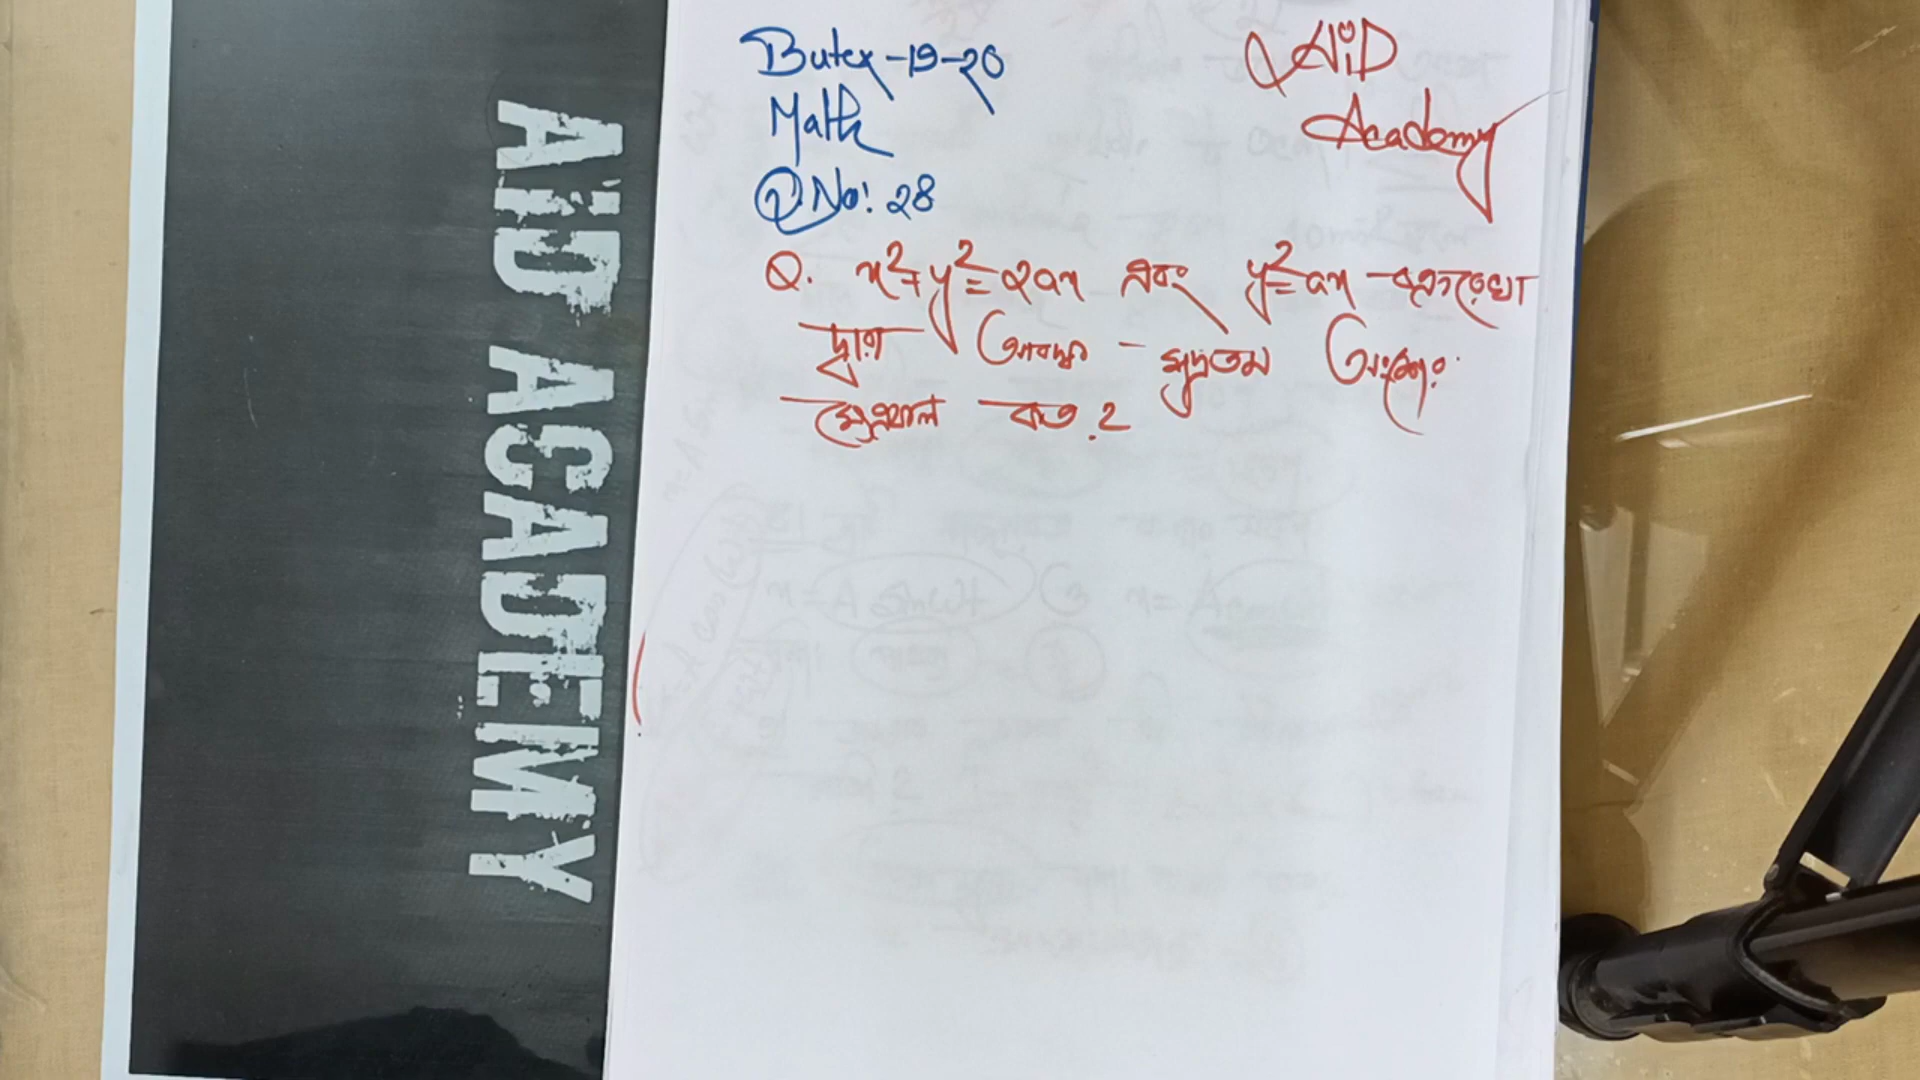 AID ACADEMY
Butex-19-20
Math
Q.No: 28
AiD
Academy
Q. x²+y²=2ax এবং y²=ax বক্ররেখা
দ্বারা আবদ্ধ ক্ষুদ্রতম অংশের
ক্ষেত্রফল কত?